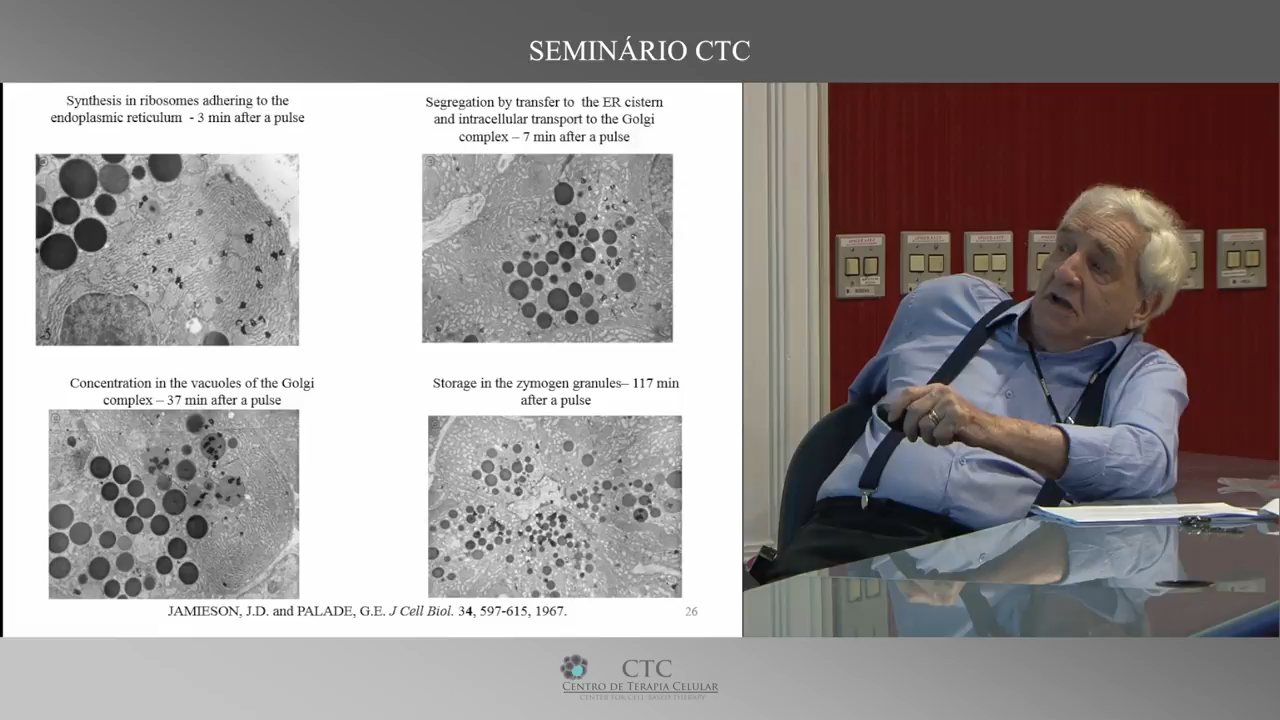 SEMINÁRIO CTC
Synthesis in ribosomes adhering to the
endoplasmic reticulum - 3 min after a pulse
Segregation by transfer to the ER cistern
and intracellular transport to the Golgi
complex – 7 min after a pulse
Concentration in the vacuoles of the Golgi
complex – 37 min after a pulse
Storage in the zymogen granules– 117 min
after a pulse
JAMIESON, J.D. and PALADE, G.E. J Cell Biol. 34, 597-615, 1967.
26
CTC
CENTRO DE TERAPIA CELULAR
CENTER FOR CELL-BASED THERAPY